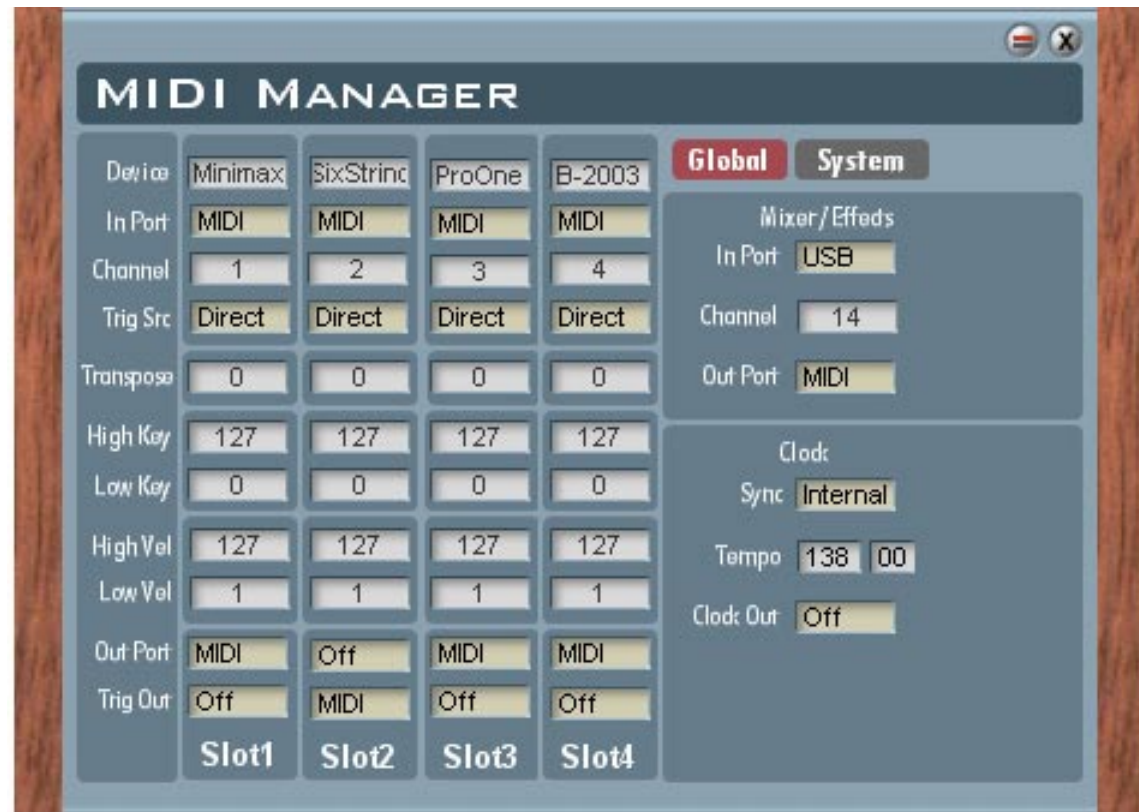 X
MIDI MANAGER
Device Minimax SixString ProOne B-2003
In Port MIDI MIDI MIDI MIDI
Channel 1 2 3 4
Trig Src Direct Direct Direct Direct
Transpose 0 0 0 0
High Key 127 127 127 127
Low Key 0 0 0 0
High Vel 127 127 127 127
Low Vel 1 1 1 1
Out Port MIDI Off MIDI MIDI
Trig Out Off MIDI Off Off
Slot1 Slot2 Slot3 Slot4
Global System
Mixer/Effects
In Port USB
Channel 14
Out Port MIDI
Clock
Sync Internal
Tempo 138 00
Clock Out Off